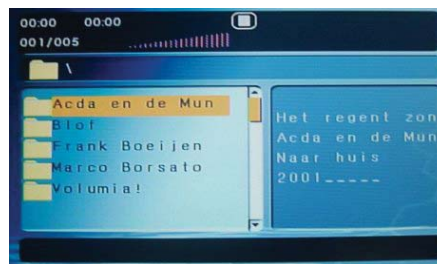 00:00 00:00
001/005
\
Acda en de Mun
Blof
Frank Boeijen
Marco Borsato
Volumia!
Het regent zon
Acda en de Mun
Naar huis
2001_____